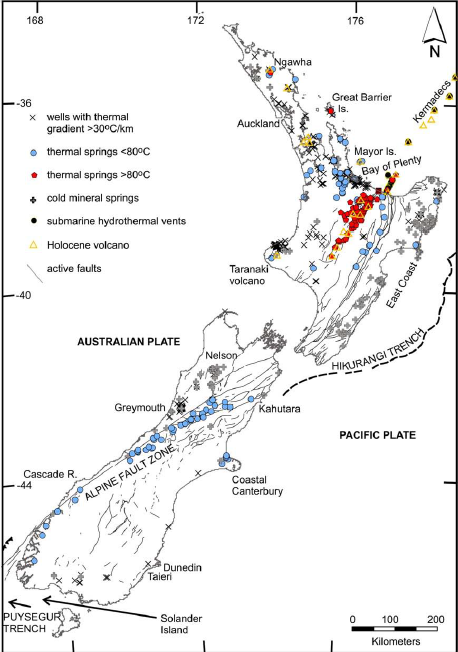 168
172
176
N
-36
-40
-44
Ngawha
Great Barrier
Is.
Auckland
Kermadecs
Mayor Is.
Bay of Plenty
wells with thermal
gradient >30°C/km
thermal springs <80°C
thermal springs >80°C
cold mineral springs
submarine hydrothermal vents
Holocene volcano
active faults
Taranaki
volcano
East Coast
HIKURANGI TRENCH
AUSTRALIAN PLATE
Nelson
Greymouth
Kahutara
PACIFIC PLATE
Cascade R.
ALPINE FAULT ZONE
Coastal
Canterbury
Dunedin
Taieri
PUYSEGUR
TRENCH
Solander
Island
0 100 200
Kilometers